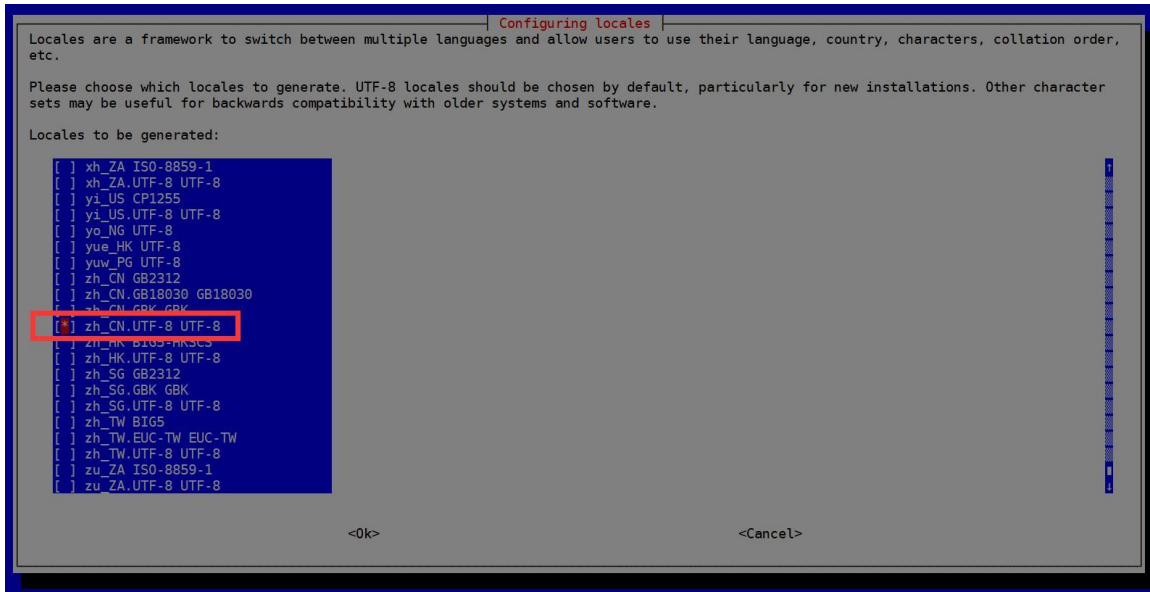 Configuring locales
Locales are a framework to switch between multiple languages and allow users to use their language, country, characters, collation order,
etc.
Please choose which locales to generate. UTF-8 locales should be chosen by default, particularly for new installations. Other character
sets may be useful for backwards compatibility with older systems and software.
Locales to be generated:
[ ] xh_ZA ISO-8859-1
[ ] xh_ZA.UTF-8 UTF-8
[ ] yi_US CP1255
[ ] yi_US.UTF-8 UTF-8
[ ] yo_NG UTF-8
[ ] yue_HK UTF-8
[ ] yuw_PG UTF-8
[ ] zh_CN GB2312
[ ] zh_CN.GB18030 GB18030
[ ] zh_CN.GBK GBK
[*] zh_CN.UTF-8 UTF-8
[ ] zh_HK BIG5-HKSCS
[ ] zh_HK.UTF-8 UTF-8
[ ] zh_SG GB2312
[ ] zh_SG.GBK GBK
[ ] zh_SG.UTF-8 UTF-8
[ ] zh_TW BIG5
[ ] zh_TW.EUC-TW EUC-TW
[ ] zh_TW.UTF-8 UTF-8
[ ] zu_ZA ISO-8859-1
[ ] zu_ZA.UTF-8 UTF-8
<Ok> <Cancel>